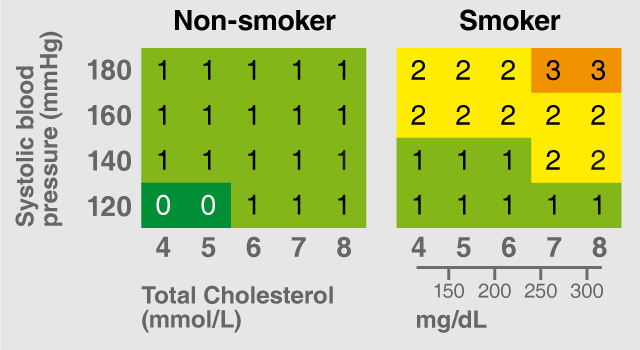 Non-smoker Smoker
Systolic blood
pressure (mmHg)
180 1 1 1 1 1 2 2 2 3 3
160 1 1 1 1 1 2 2 2 2 2
140 1 1 1 1 1 1 1 1 2 2
120 0 0 1 1 1 1 1 1 1 1
4 5 6 7 8 4 5 6 7 8
150 200 250 300
Total Cholesterol
(mmol/L)
mg/dL